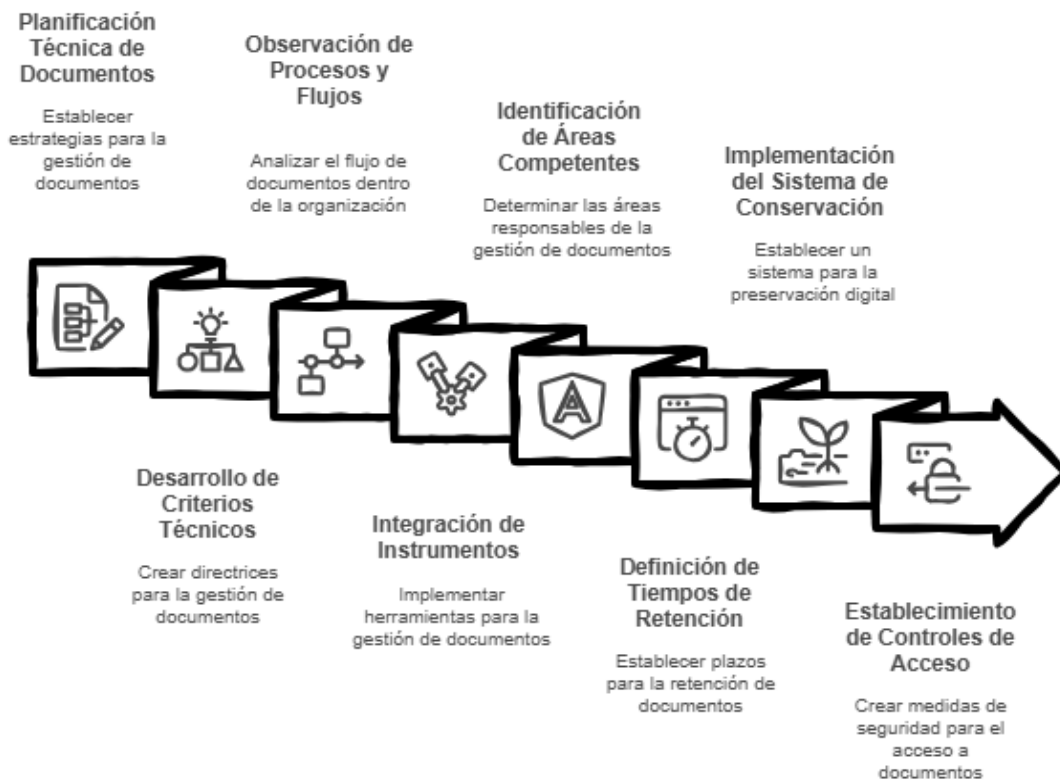 Planificación
Técnica de
Documentos
Establecer
estrategias para la
gestión de
documentos
Desarrollo de
Criterios
Técnicos
Crear directrices
para la gestión de
documentos
Observación de
Procesos y
Flujos
Analizar el flujo de
documentos dentro
de la organización
Integración de
Instrumentos
Implementar
herramientas para la
gestión de documentos
Identificación
de Áreas
Competentes
Determinar las áreas
responsables de la
gestión de documentos
Definición de
Tiempos de
Retención
Establecer plazos
para la retención de
documentos
Implementación
del Sistema de
Conservación
Establecer un
sistema para la
preservación digital
Establecimiento
de Controles de
Acceso
Crear medidas de
seguridad para el
acceso a
documentos